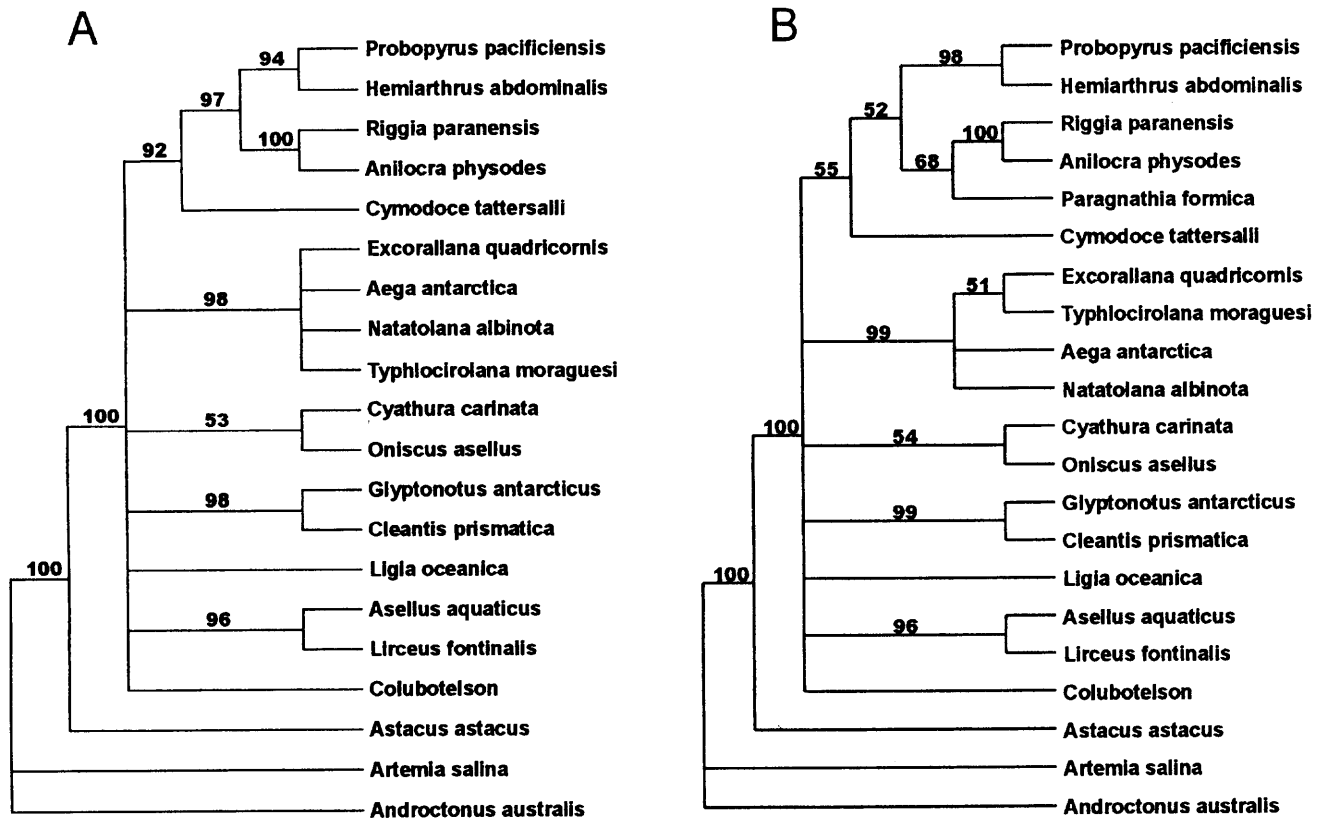 A
94
Probopyrus pacificiensis
Hemiarthrus abdominalis
97
100
Riggia paranensis
Anilocra physodes
92
Cymodoce tattersalli
Excorallana quadricornis
98
Aega antarctica
Natatolana albinota
Typhlocirolana moraguesi
100
53
Cyathura carinata
Oniscus asellus
98
Glyptonotus antarcticus
Cleantis prismatica
100
Ligia oceanica
96
Asellus aquaticus
Lirceus fontinalis
Colubotelson
Astacus astacus
Artemia salina
Androctonus australis
B
98
Probopyrus pacificiensis
Hemiarthrus abdominalis
52
100
Riggia paranensis
68
Anilocra physodes
55
Paragnathia formica
Cymodoce tattersalli
51
Excorallana quadricornis
Typhlocirolana moraguesi
99
Aega antarctica
Natatolana albinota
100
54
Cyathura carinata
Oniscus asellus
99
Glyptonotus antarcticus
Cleantis prismatica
100
Ligia oceanica
96
Asellus aquaticus
Lirceus fontinalis
Colubotelson
Astacus astacus
Artemia salina
Androctonus australis